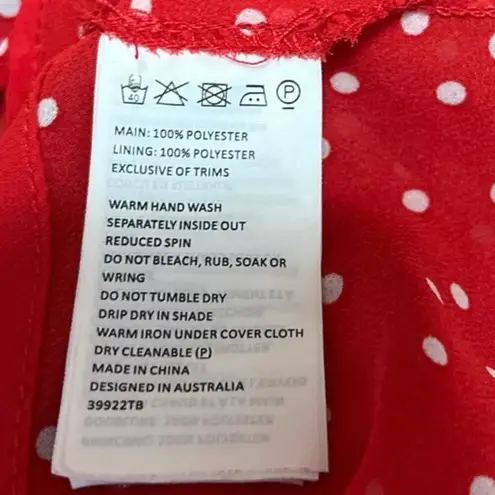 40 P
MAIN: 100% POLYESTER
LINING: 100% POLYESTER
EXCLUSIVE OF TRIMS
WARM HAND WASH
SEPARATELY INSIDE OUT
REDUCED SPIN
DO NOT BLEACH, RUB, SOAK OR
WRING
DO NOT TUMBLE DRY
DRIP DRY IN SHADE
WARM IRON UNDER COVER CLOTH
DRY CLEANABLE (P)
MADE IN CHINA
DESIGNED IN AUSTRALIA
39922TB